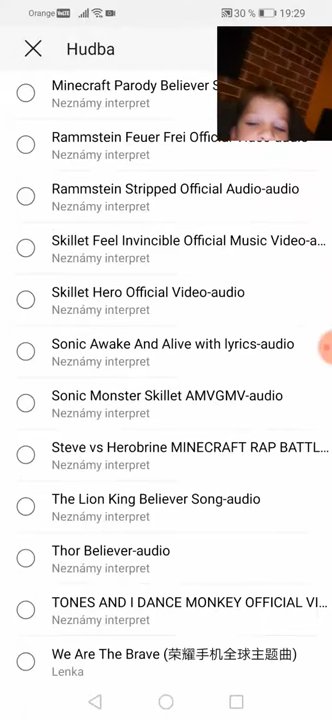 Orange VoLTE 30 % 19:29
Hudba
Minecraft Parody Believer S
Neznámy interpret
Rammstein Feuer Frei Official Video-audio
Neznámy interpret
Rammstein Stripped Official Audio-audio
Neznámy interpret
Skillet Feel Invincible Official Music Video-a...
Neznámy interpret
Skillet Hero Official Video-audio
Neznámy interpret
Sonic Awake And Alive with lyrics-audio
Neznámy interpret
Sonic Monster Skillet AMVGMV-audio
Neznámy interpret
Steve vs Herobrine MINECRAFT RAP BATTL...
Neznámy interpret
The Lion King Believer Song-audio
Neznámy interpret
Thor Believer-audio
Neznámy interpret
TONES AND I DANCE MONKEY OFFICIAL VI...
Neznámy interpret
We Are The Brave (荣耀手机全球主题曲)
Lenka